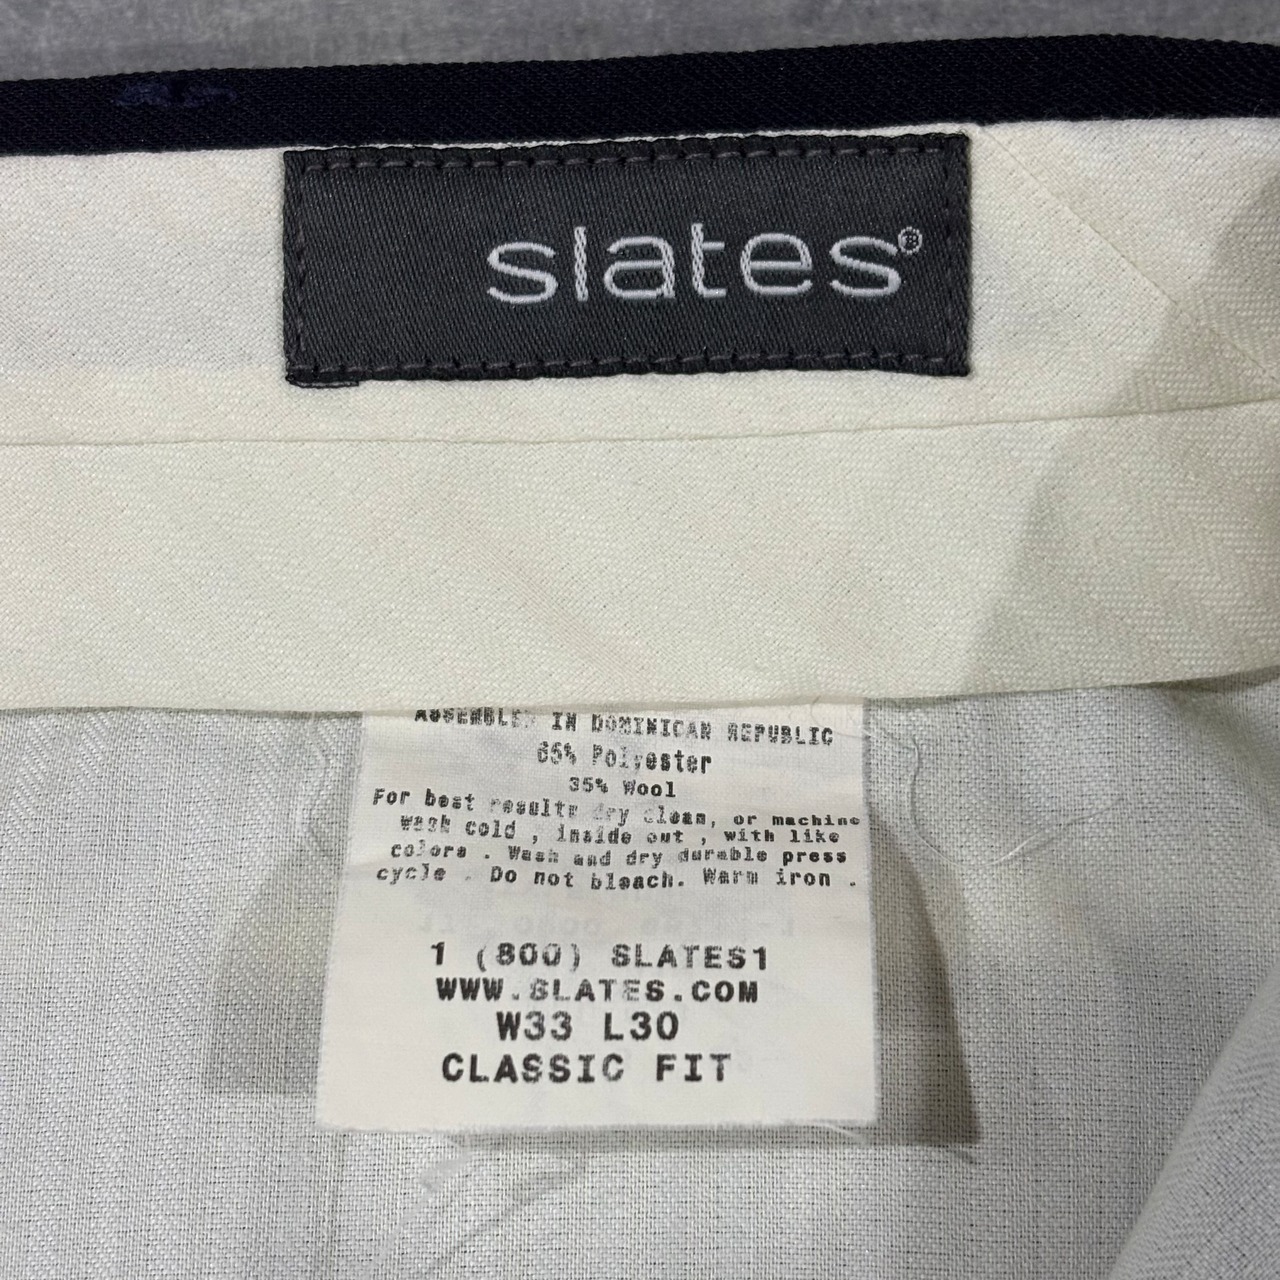 slates®
ASSEMBLED IN DOMINICAN REPUBLIC
65% Polyester
35% Wool
For best results dry clean, or machine
wash cold , inside out , with like
colors . Wash and dry durable press
cycle . Do not bleach. Warm iron .
1 (800) SLATES1
WWW.SLATES.COM
W33 L30
CLASSIC FIT